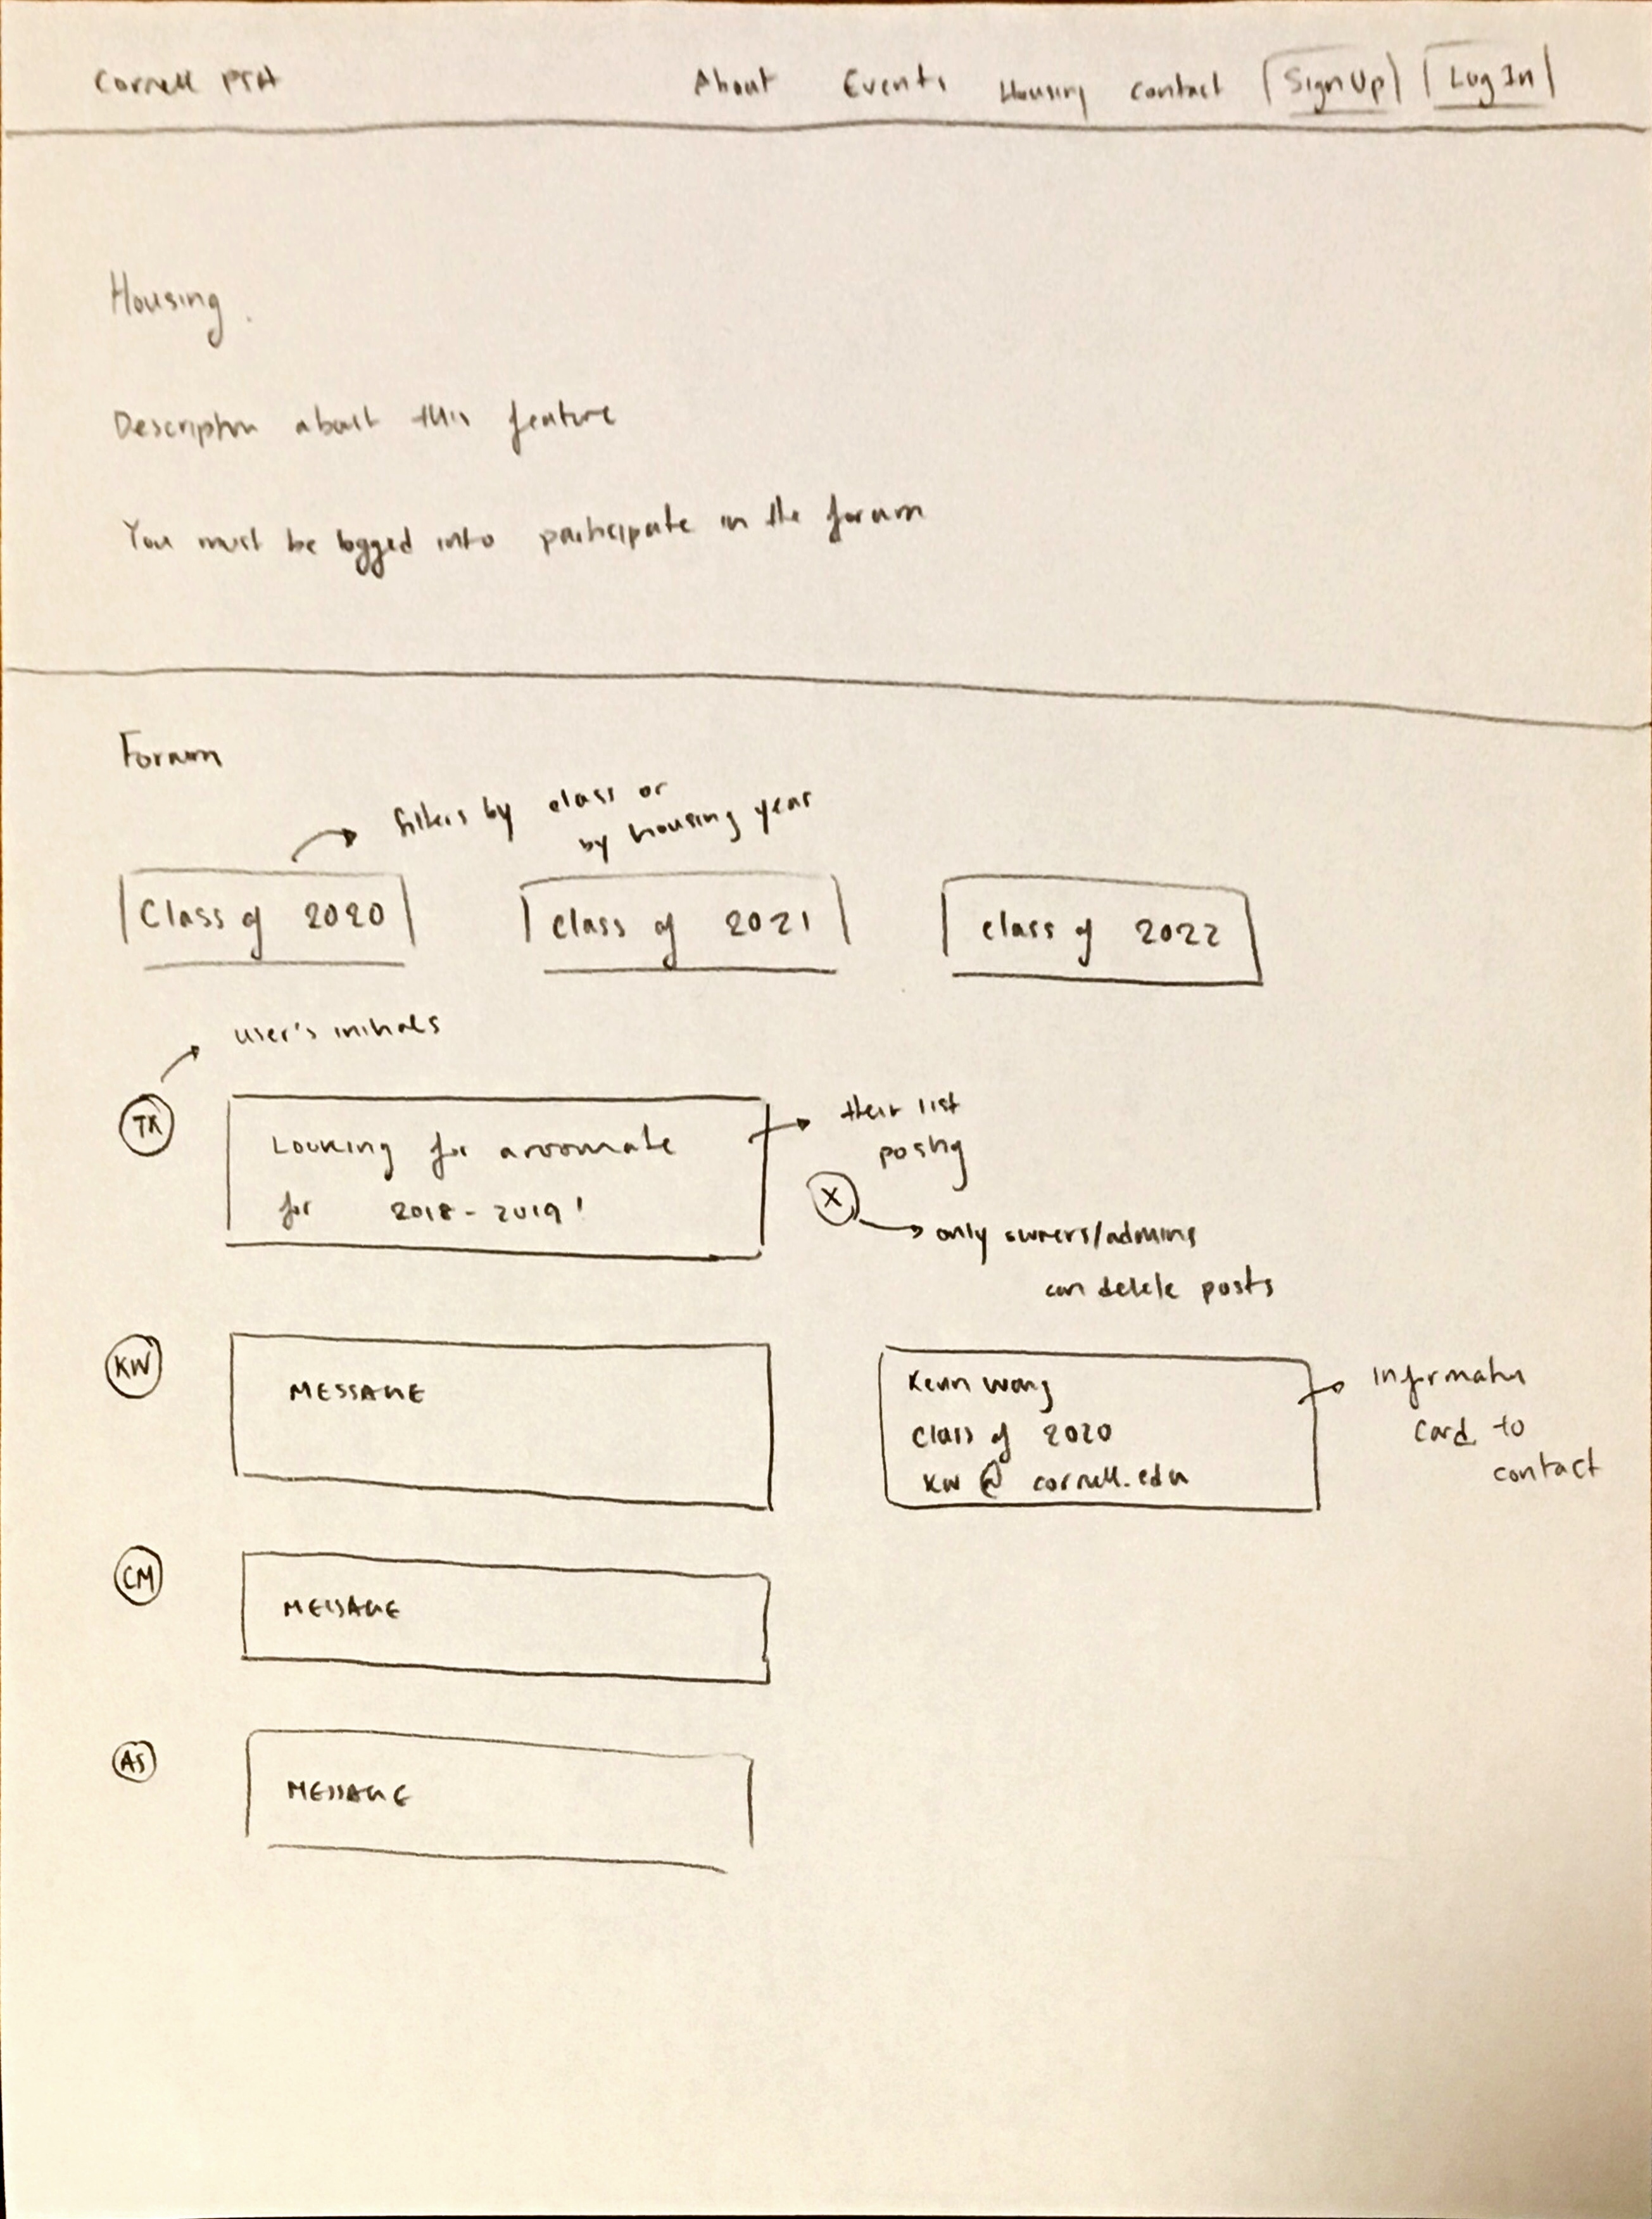 Cornell PSA About Events Housing Contact Sign Up Log In
Housing.
Description about this feature
You must be logged into participate in the forum
Forum
filters by class or
by housing year
Class of 2020 class of 2021 class of 2022
user's initials
TK
Looking for a roomate
for 2018-2019!
their list
posting
X
only owners/admins
can delete posts
KW
MESSAGE
Kevin Wong
class of 2020
KW @ cornell.edu
information
card to
contact
CM
MESSAGE
AS
MESSAGE